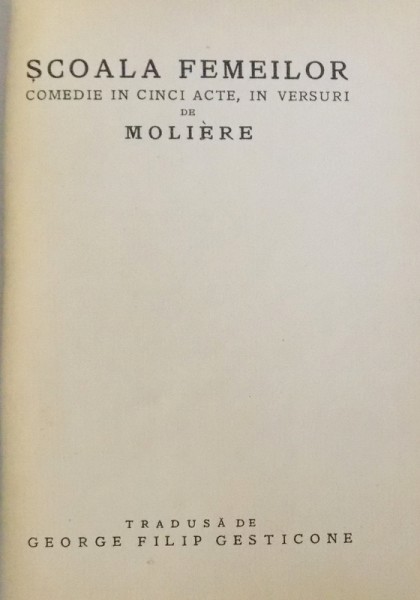 ȘCOALA FEMEILOR
COMEDIE IN CINCI ACTE, IN VERSURI
DE
MOLIÈRE
TRADUSĂ DE
GEORGE FILIP GESTICONE